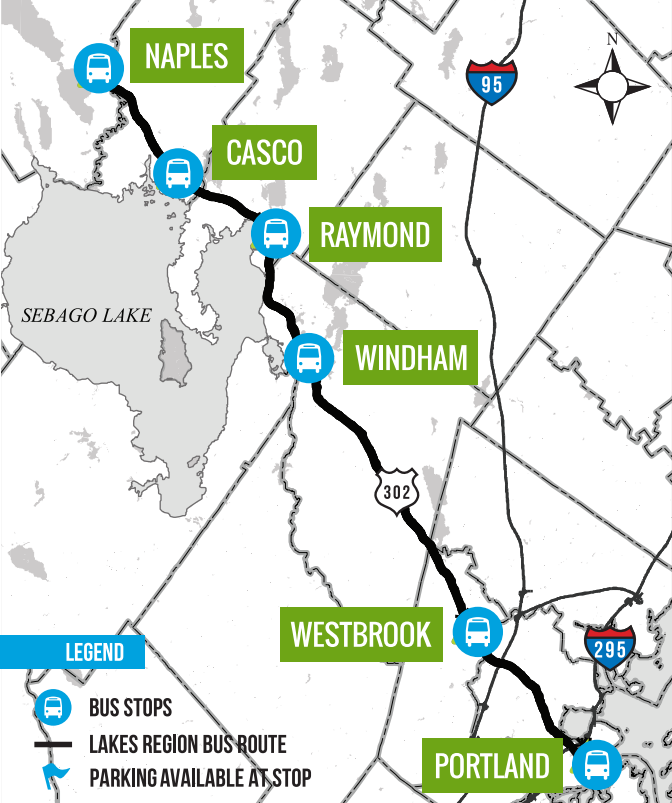 NAPLES
N
95
CASCO
RAYMOND
SEBAGO LAKE
WINDHAM
302
WESTBROOK
295
LEGEND
BUS STOPS
LAKES REGION BUS ROUTE
PARKING AVAILABLE AT STOP
PORTLAND